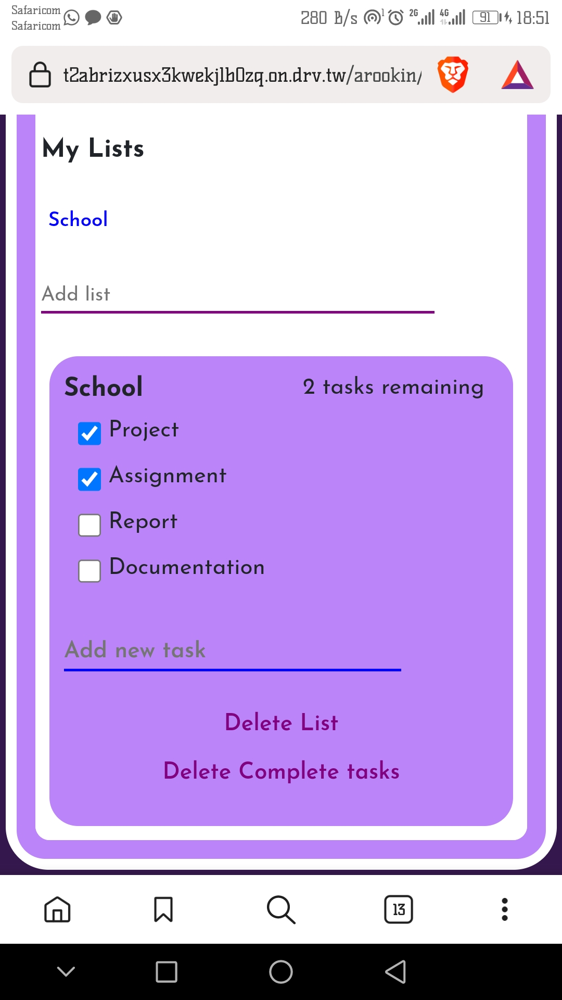 Safaricom
Safaricom
280 B/s 1 2G 4G 91 18:51
t2abrizxusx3kwekjlb0zq.on.drv.tw/arookin/
My Lists
School
Add list
School 2 tasks remaining
Project
Assignment
Report
Documentation
Add new task
Delete List
Delete Complete tasks
13